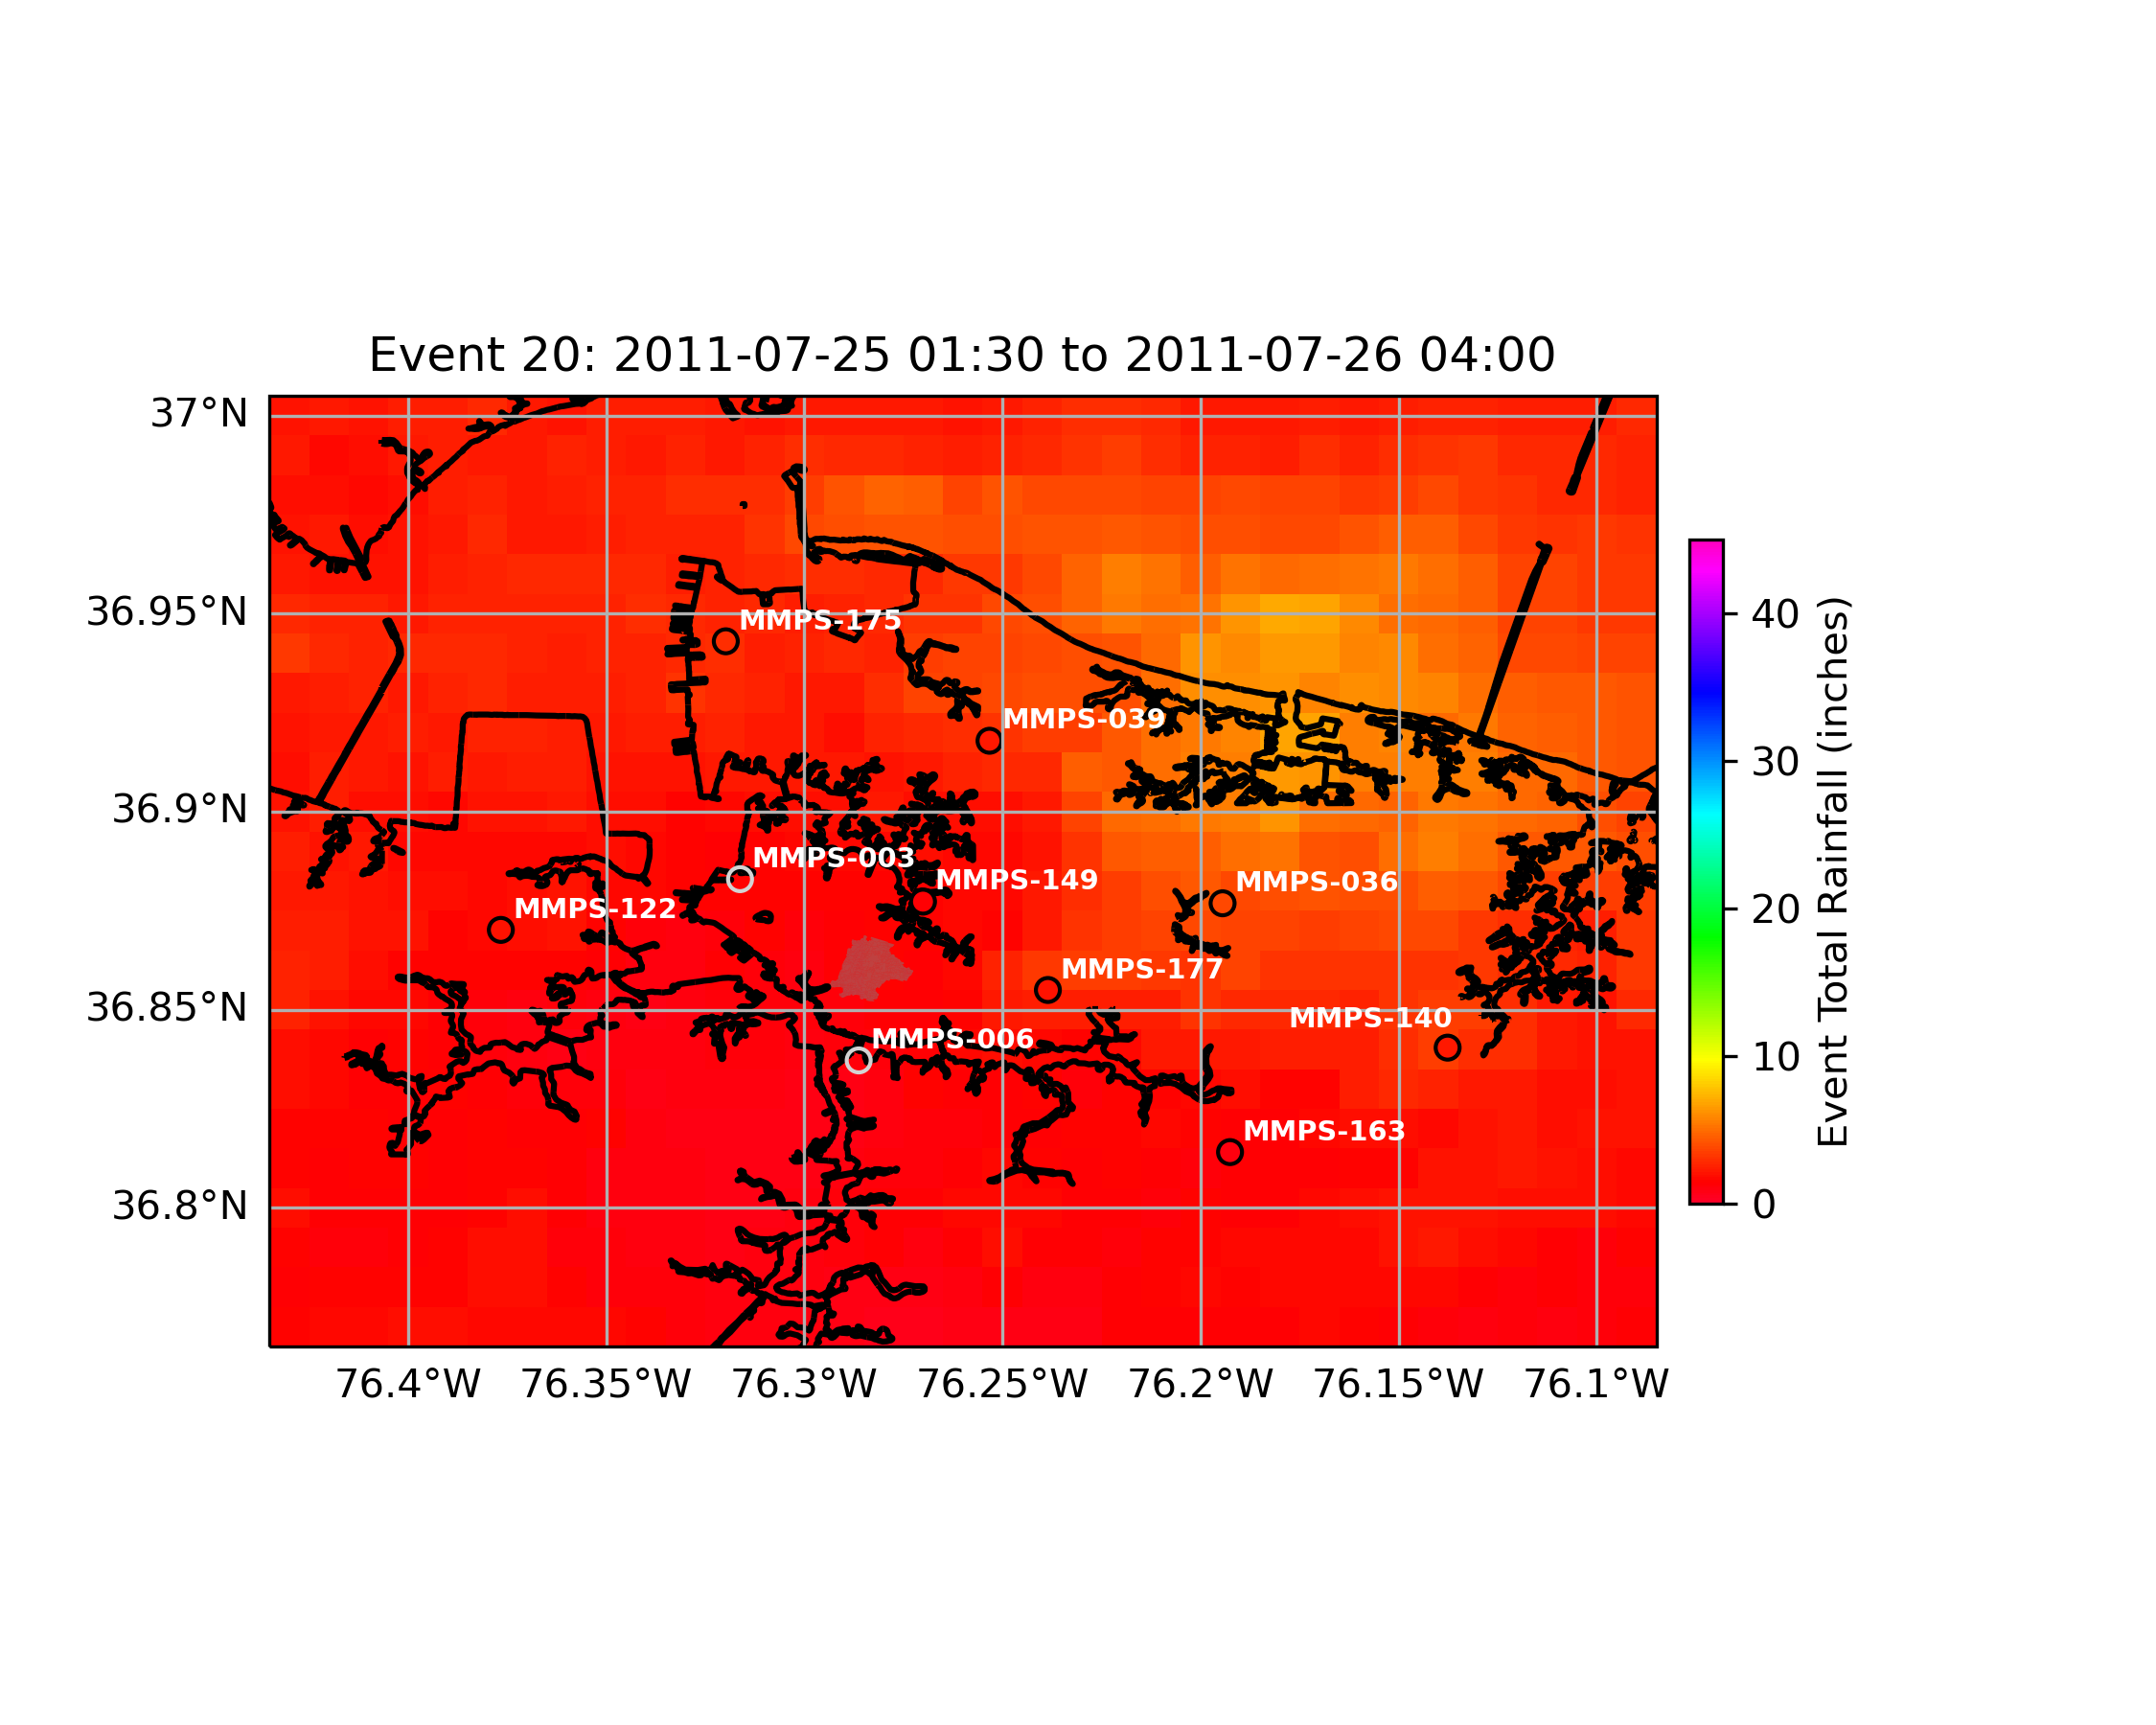 Event 20: 2011-07-25 01:30 to 2011-07-26 04:00
37°N
36.95°N
36.9°N
36.85°N
36.8°N
MMPS-175
MMPS-039
MMPS-003
MMPS-149
MMPS-036
MMPS-122
MMPS-177
MMPS-140
MMPS-006
MMPS-163
76.4°W 76.35°W 76.3°W 76.25°W 76.2°W 76.15°W 76.1°W
40
30
20
10
0
Event Total Rainfall (inches)